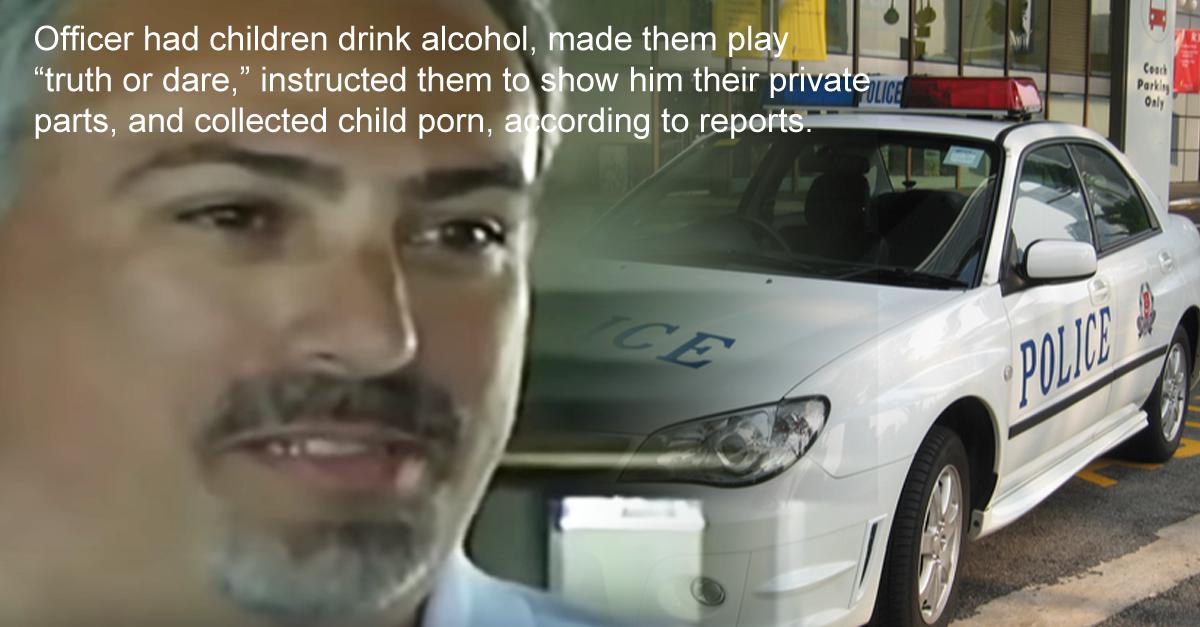 Officer had children drink alcohol, made them play
“truth or dare,” instructed them to show him their private
parts, and collected child porn, according to reports.
POLICE
Coach
Parking
Only
ICE
POLICE